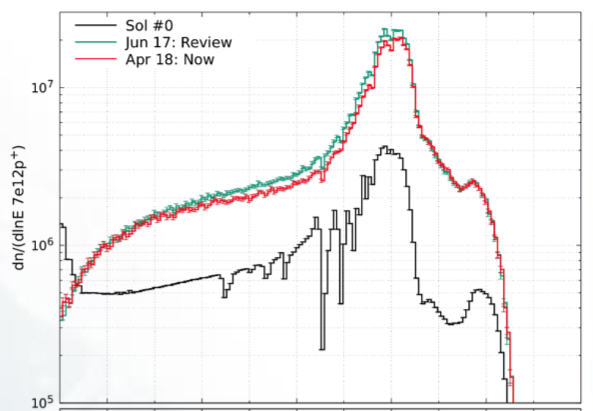 Sol #0
Jun 17: Review
Apr 18: Now
10⁷
dn/(dlnE 7e12p⁺)
10⁶
10⁵